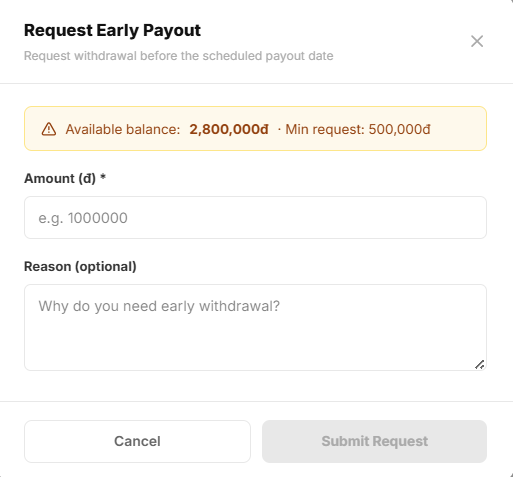 Request Early Payout
Request withdrawal before the scheduled payout date
Available balance: 2,800,000đ · Min request: 500,000đ
Amount (đ) *
e.g. 1000000
Reason (optional)
Why do you need early withdrawal?
Cancel
Submit Request